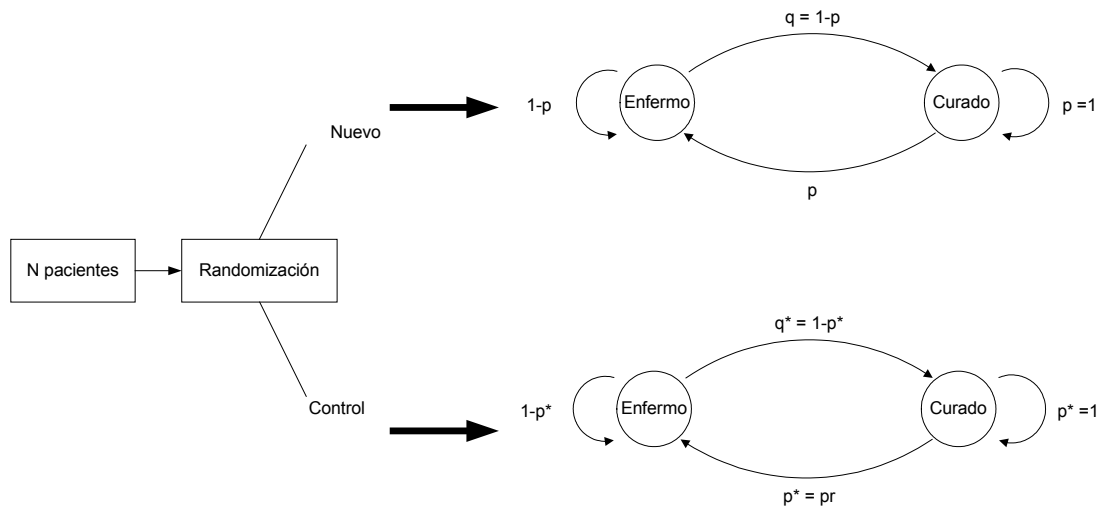 q = 1-p
1-p
Enfermo
Curado
p =1
p
Nuevo
N pacientes
Randomización
Control
q* = 1-p*
1-p*
Enfermo
Curado
p* =1
p* = pr